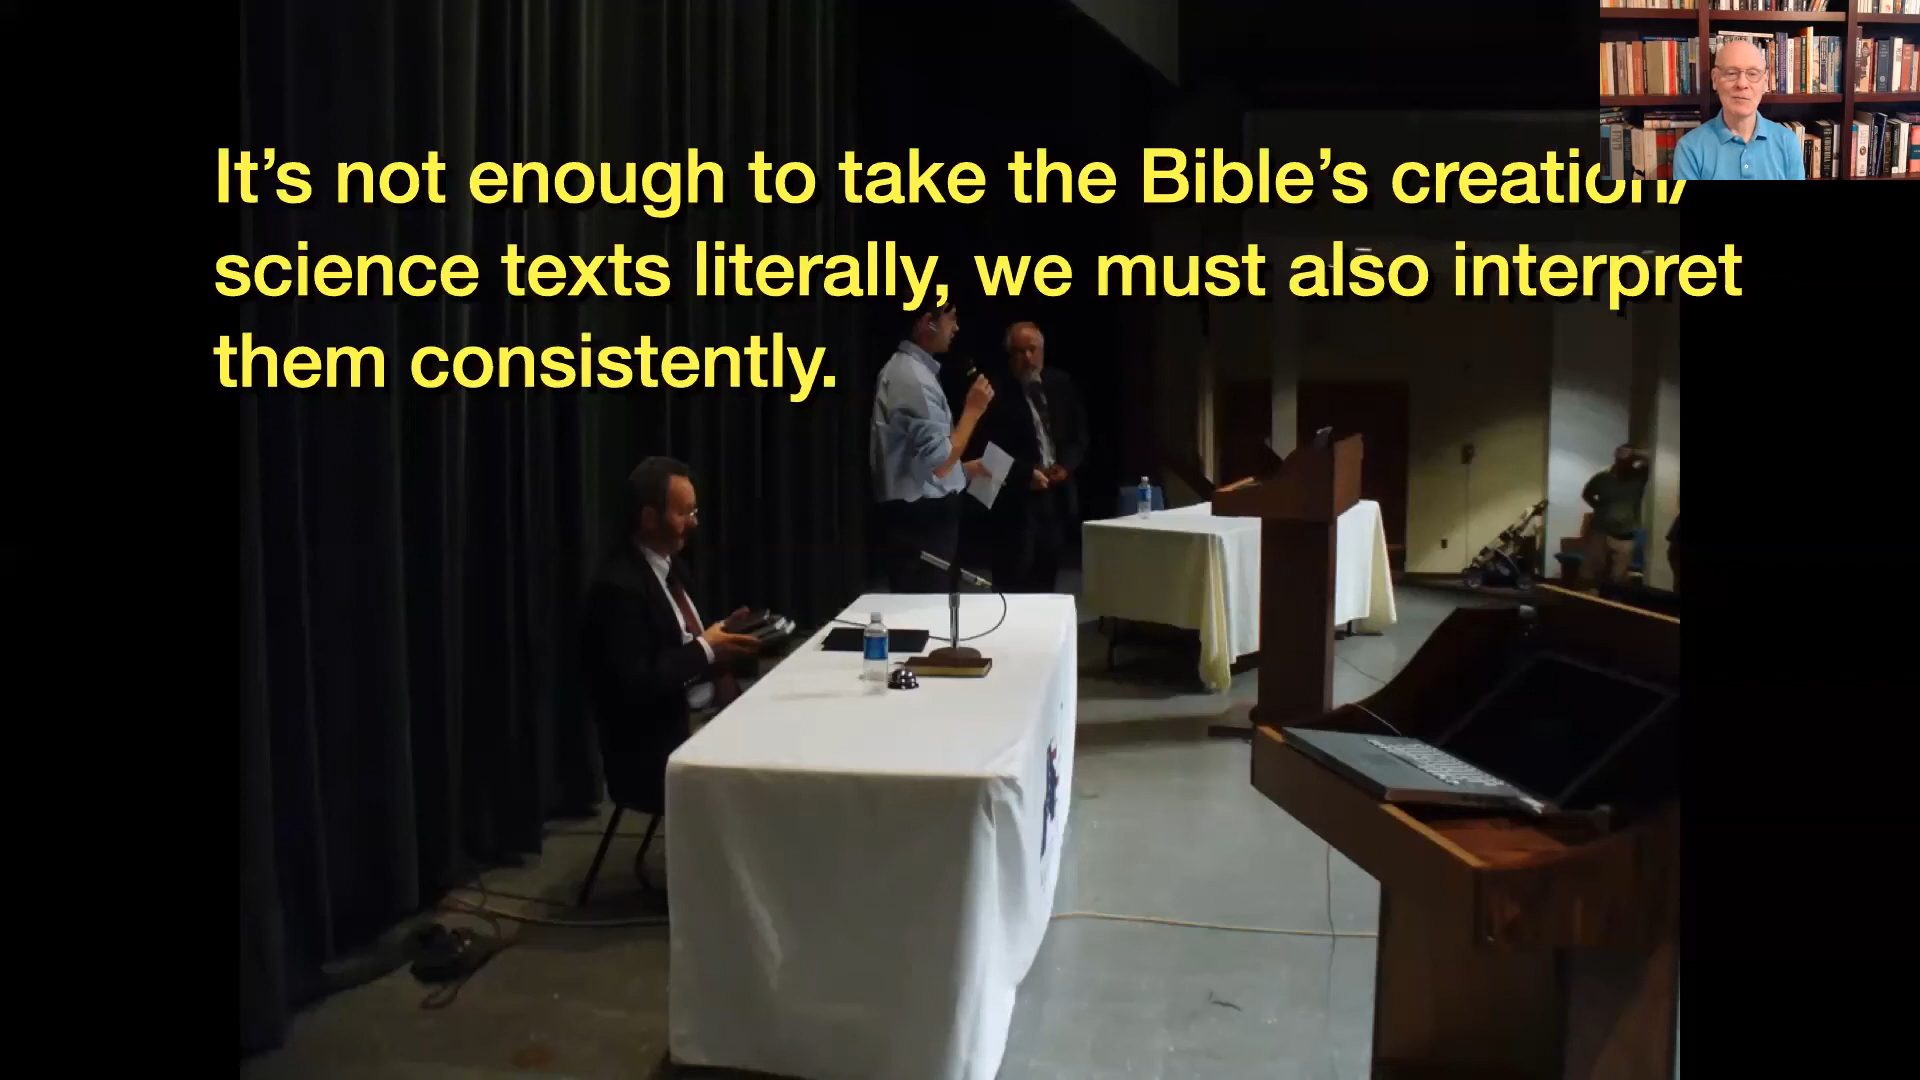 It’s not enough to take the Bible’s creation/
science texts literally, we must also interpret
them consistently.